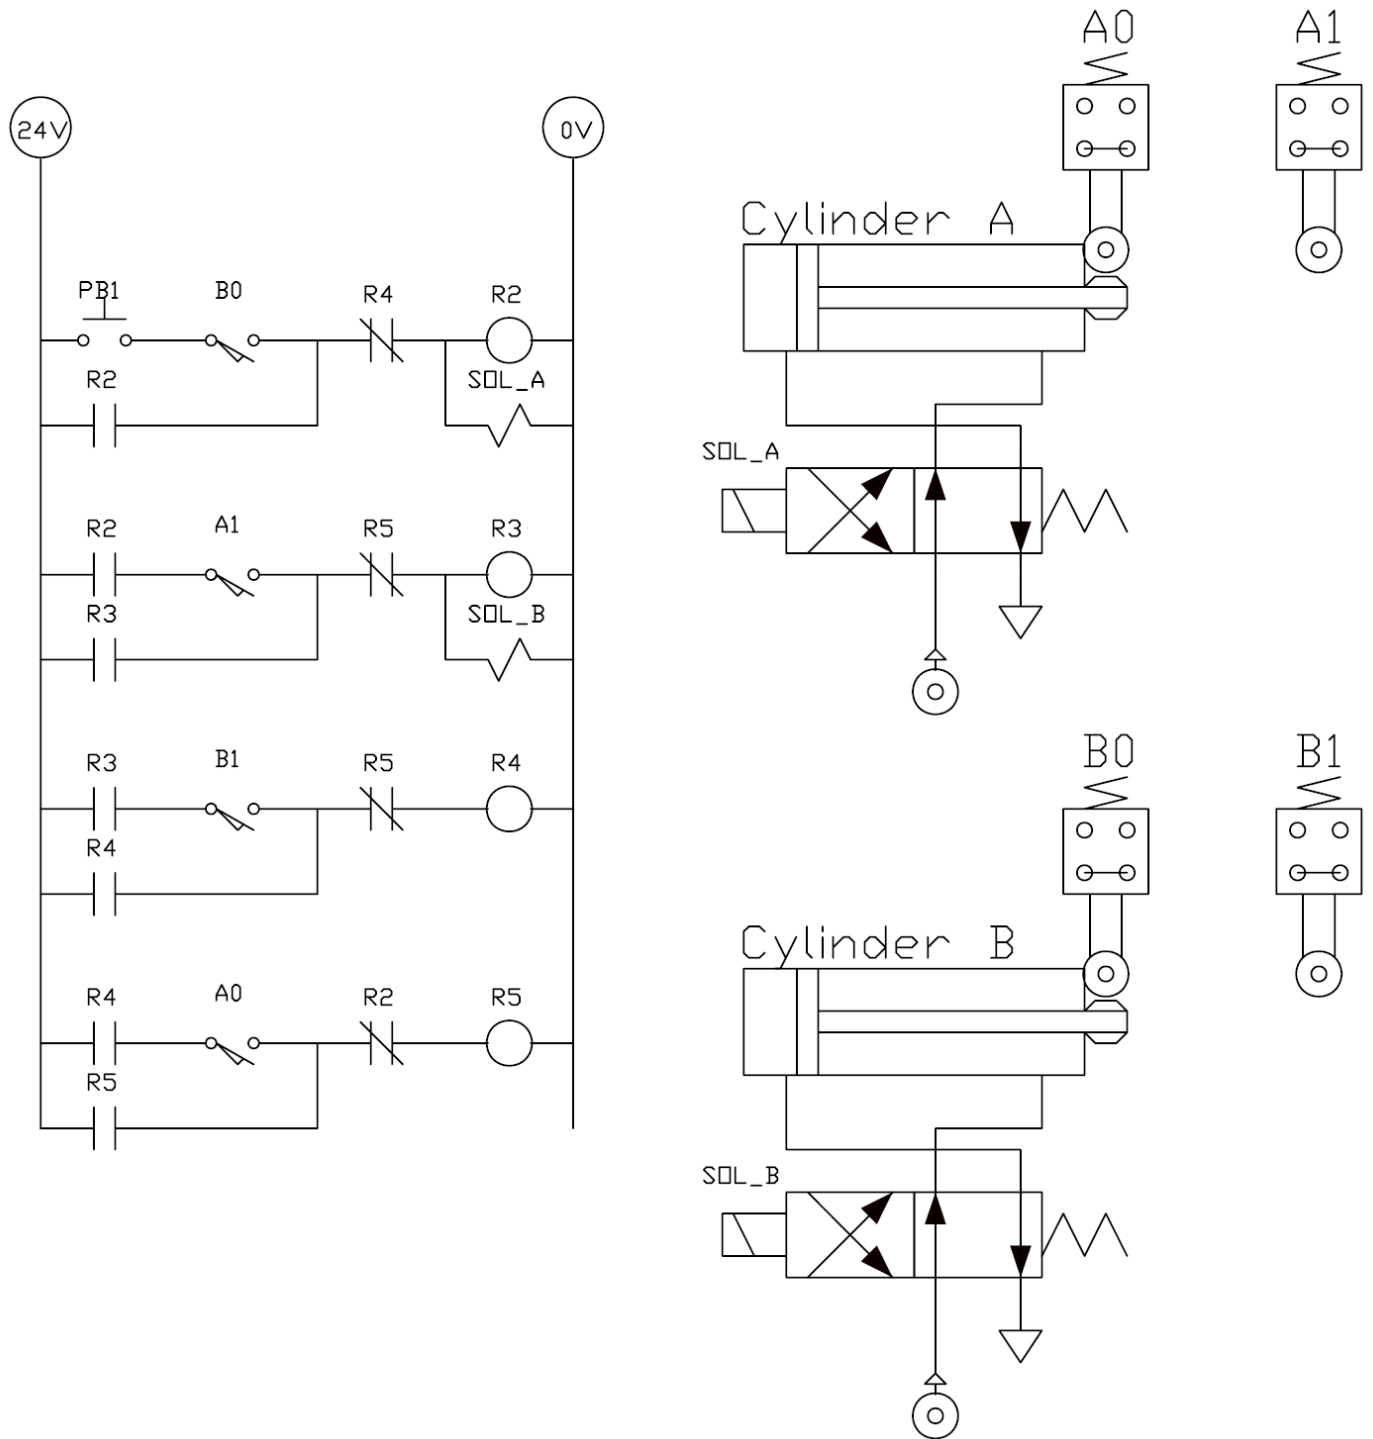 A0 A1
24V 0V
Cylinder A
PB1 B0 R4 R2
R2 SOL_A
SOL_A
R2 A1 R5 R3
R3 SOL_B
B0 B1
R3 B1 R5 R4
R4
Cylinder B
R4 A0 R2 R5
R5
SOL_B